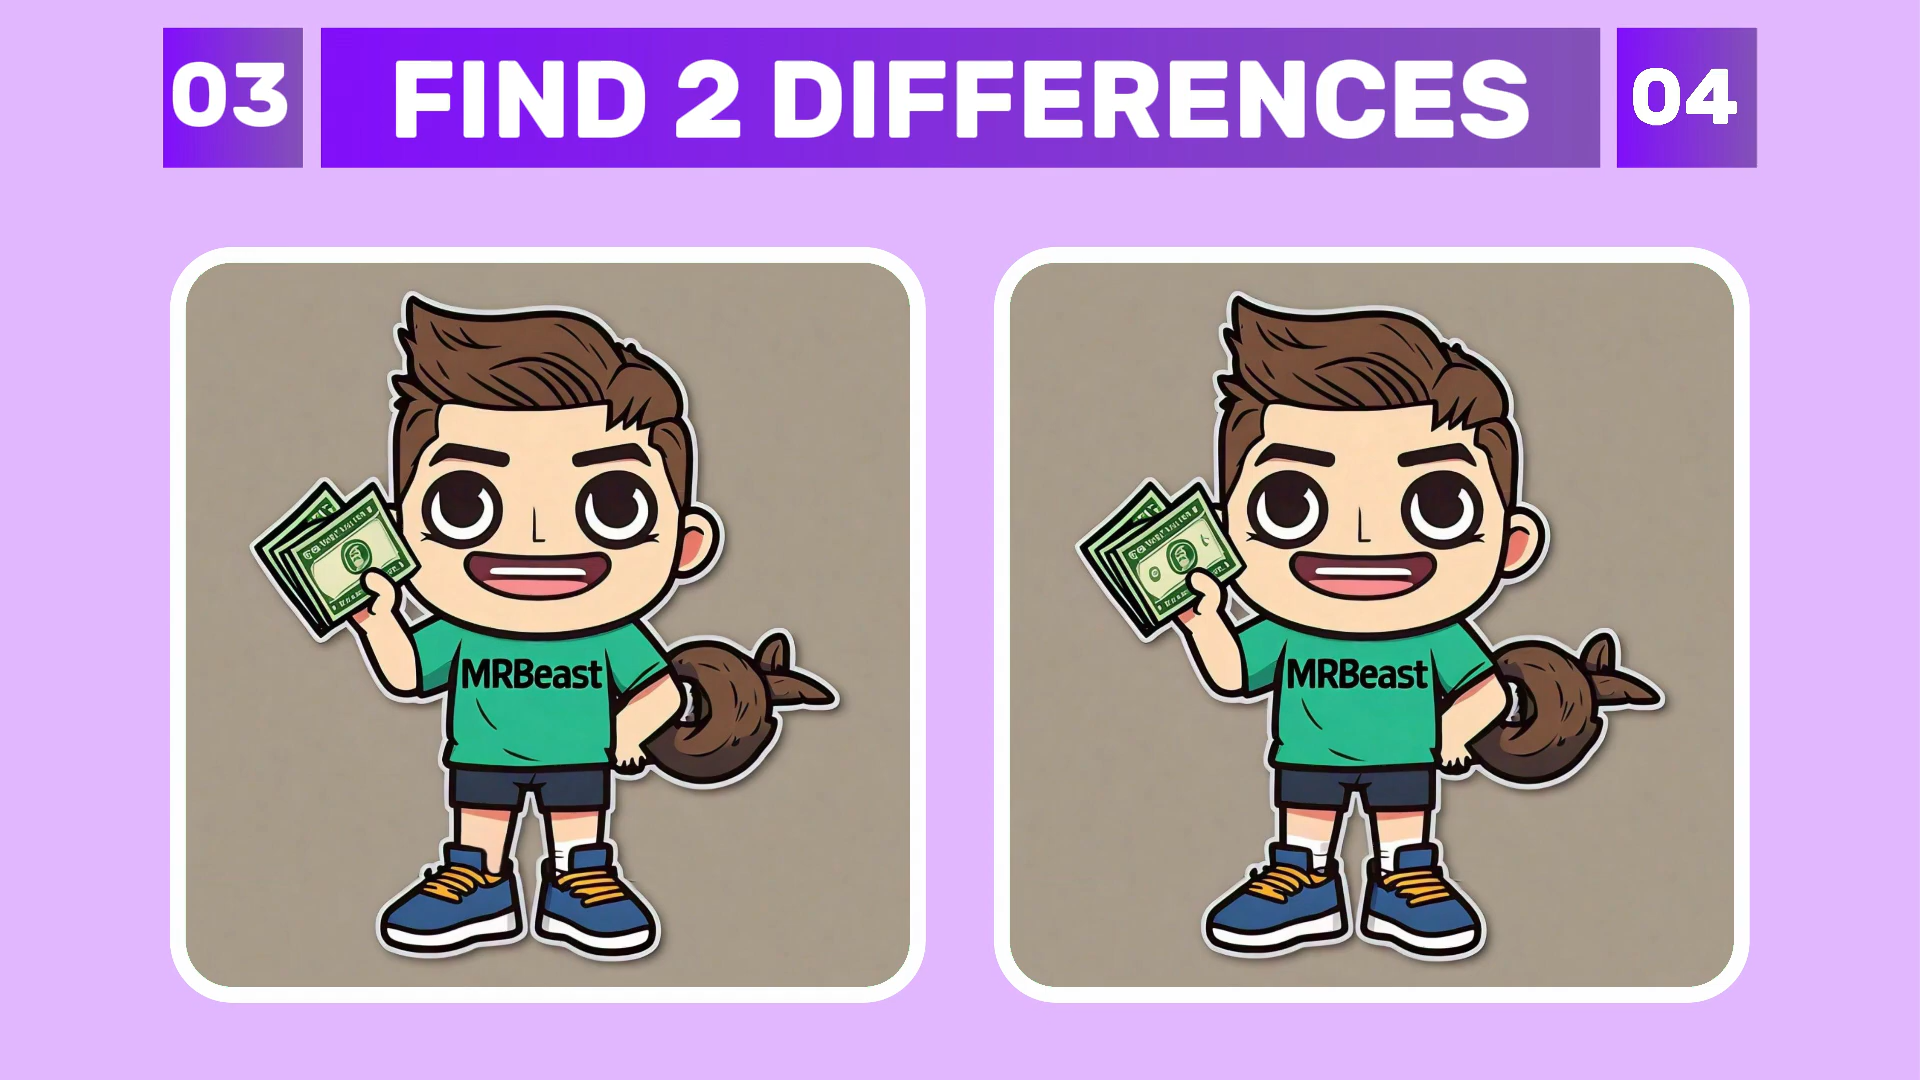 03
FIND 2 DIFFERENCES
04
MRBeast
MRBeast